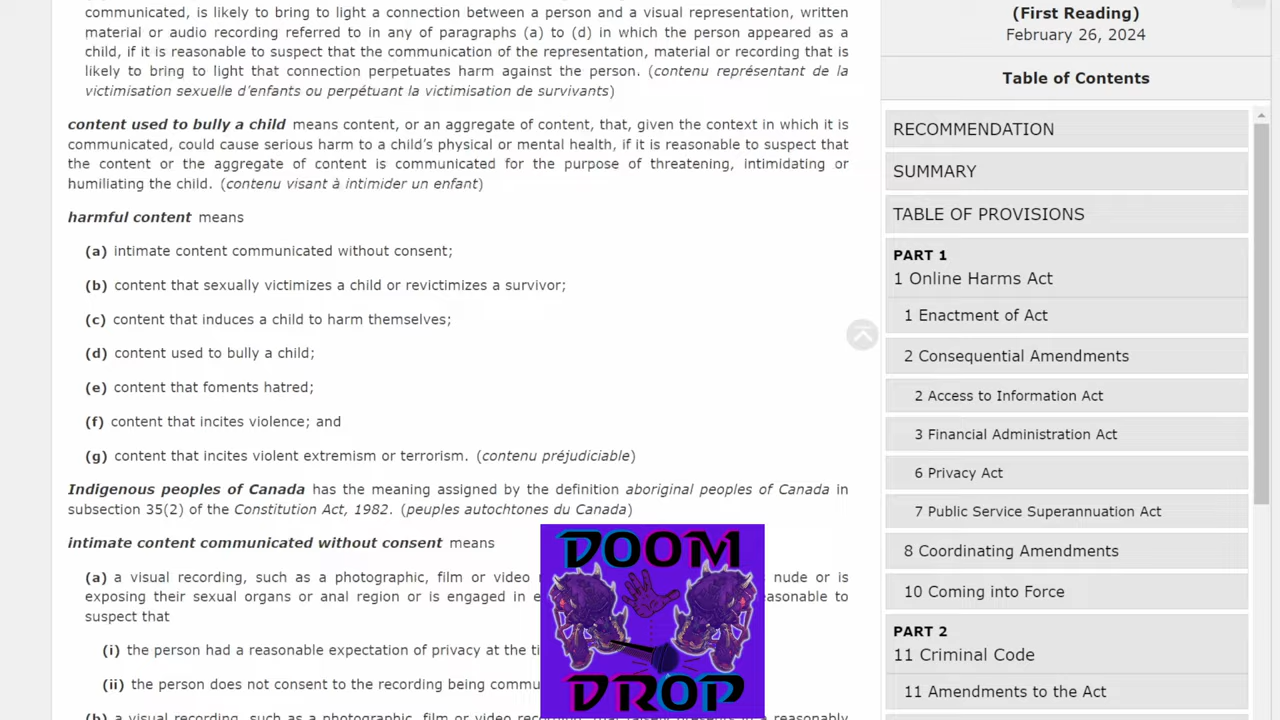 communicated, is likely to bring to light a connection between a person and a visual representation, written
material or audio recording referred to in any of paragraphs (a) to (d) in which the person appeared as a
child, if it is reasonable to suspect that the communication of the representation, material or recording that is
likely to bring to light that connection perpetuates harm against the person. (contenu représentant de la
victimisation sexuelle d'enfants ou perpétuant la victimisation de survivants)
content used to bully a child means content, or an aggregate of content, that, given the context in which it is
communicated, could cause serious harm to a child's physical or mental health, if it is reasonable to suspect that
the content or the aggregate of content is communicated for the purpose of threatening, intimidating or
humiliating the child. (contenu visant à intimider un enfant)
harmful content means
(a) intimate content communicated without consent;
(b) content that sexually victimizes a child or revictimizes a survivor;
(c) content that induces a child to harm themselves;
(d) content used to bully a child;
(e) content that foments hatred;
(f) content that incites violence; and
(g) content that incites violent extremism or terrorism. (contenu préjudiciable)
Indigenous peoples of Canada has the meaning assigned by the definition aboriginal peoples of Canada in
subsection 35(2) of the Constitution Act, 1982. (peuples autochtones du Canada)
intimate content communicated without consent means
(a) a visual recording, such as a photographic, film or video nude or is
exposing their sexual organs or anal region or is engaged in
suspect that
(i) the person had a reasonable expectation of privacy at the
(ii) the person does not consent to the recording being
(b) a visual recording, such as a photographic, film or video reasonably
DOOM
DROP
(First Reading)
February 26, 2024
Table of Contents
RECOMMENDATION
SUMMARY
TABLE OF PROVISIONS
PART 1
1 Online Harms Act
1 Enactment of Act
2 Consequential Amendments
2 Access to Information Act
3 Financial Administration Act
6 Privacy Act
7 Public Service Superannuation Act
8 Coordinating Amendments
10 Coming into Force
PART 2
11 Criminal Code
11 Amendments to the Act